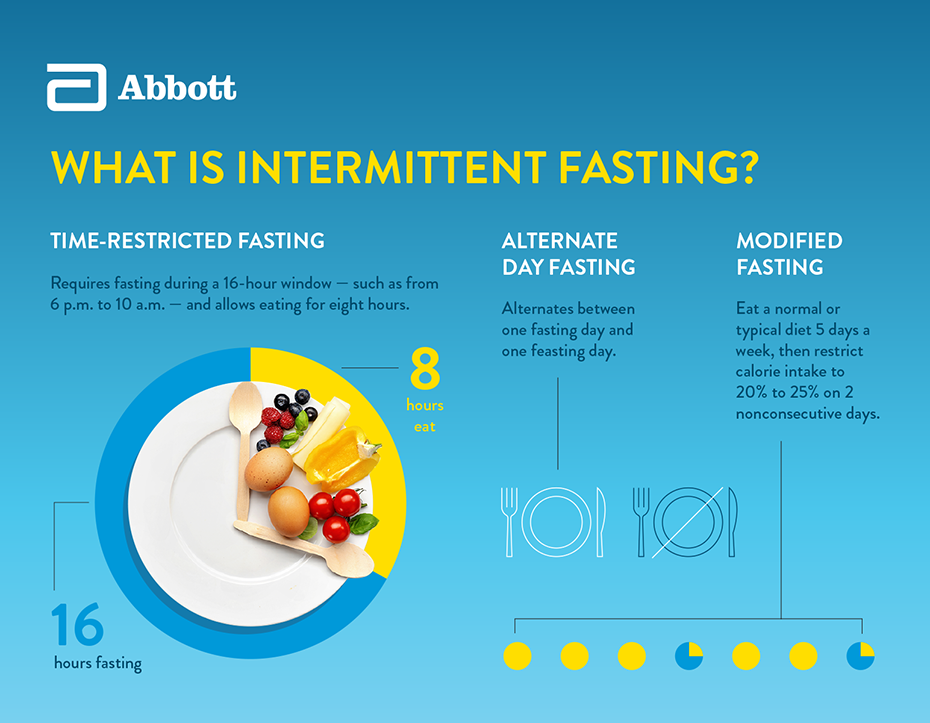 Abbott
WHAT IS INTERMITTENT FASTING?
TIME-RESTRICTED FASTING
Requires fasting during a 16-hour window — such as from
6 p.m. to 10 a.m. — and allows eating for eight hours.
8
hours
eat
16
hours fasting
ALTERNATE
DAY FASTING
Alternates between
one fasting day and
one feasting day.
MODIFIED
FASTING
Eat a normal or
typical diet 5 days a
week, then restrict
calorie intake to
20% to 25% on 2
nonconsecutive days.